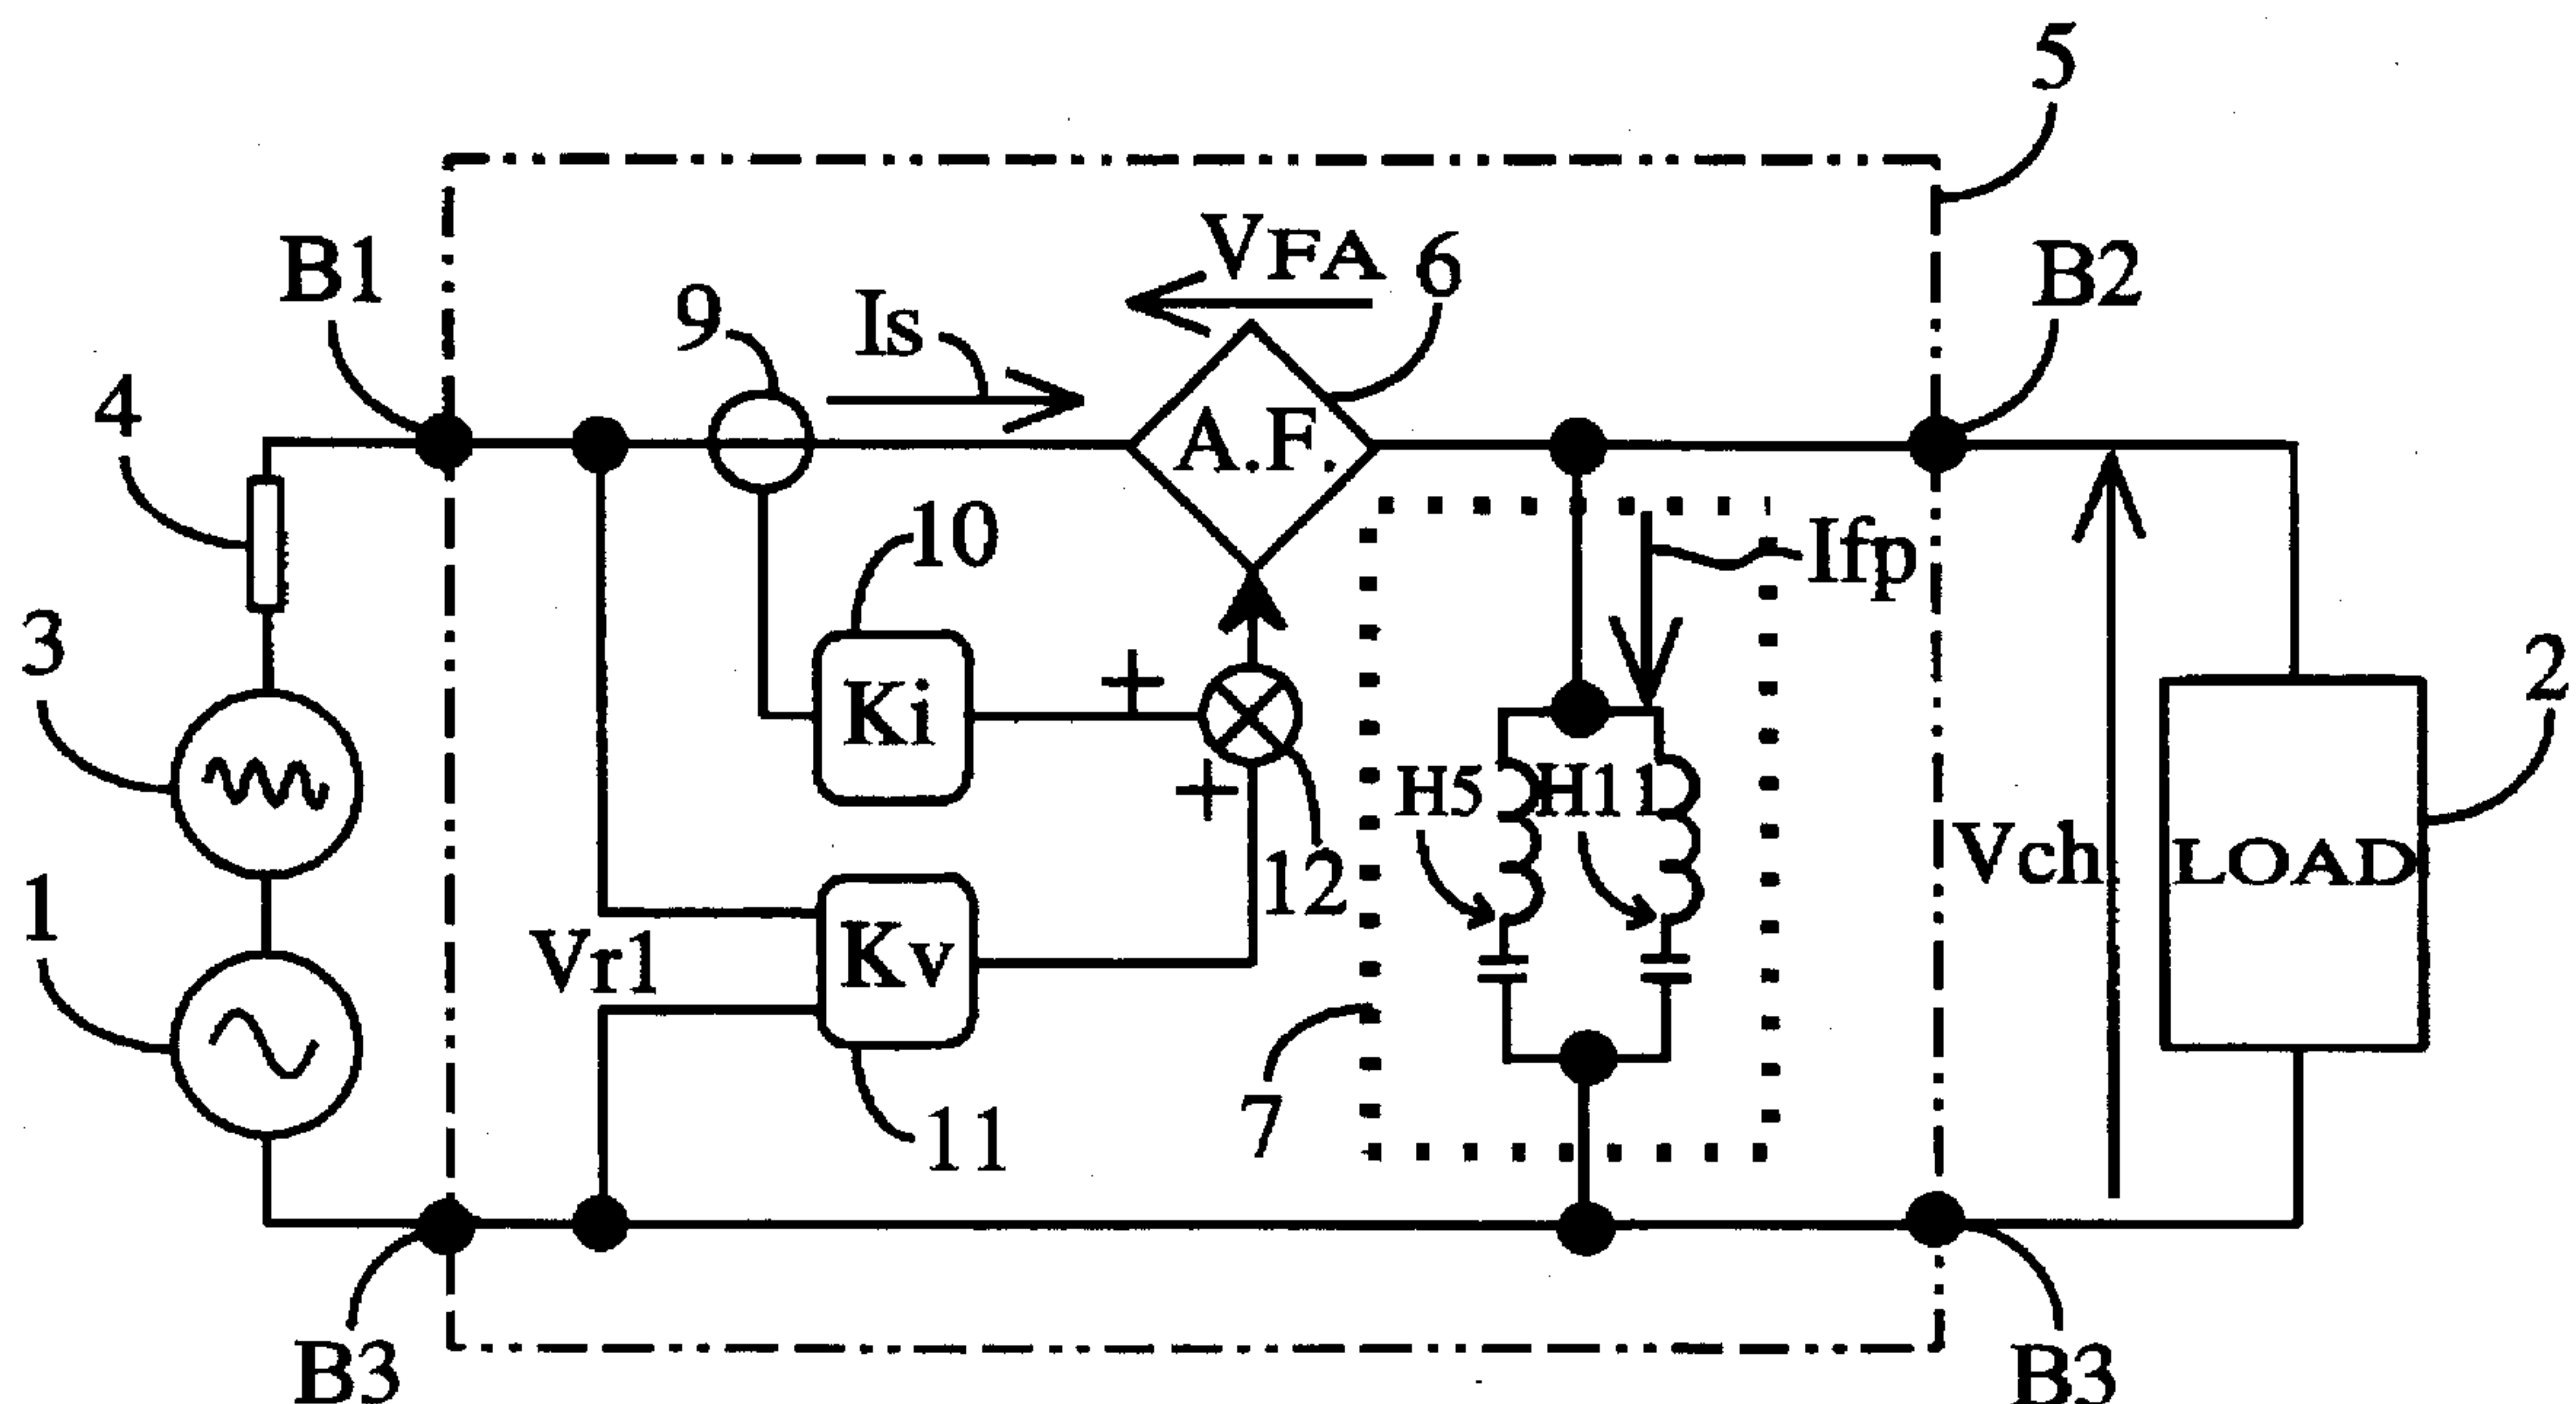 5
VFA
6
B1
B2
9
Is
4
A.F.
10
Ifp
3
+
2
Ki
H5
H11
+
12
Vch
LOAD
1
Vr1
Kv
7
11
B3
B3